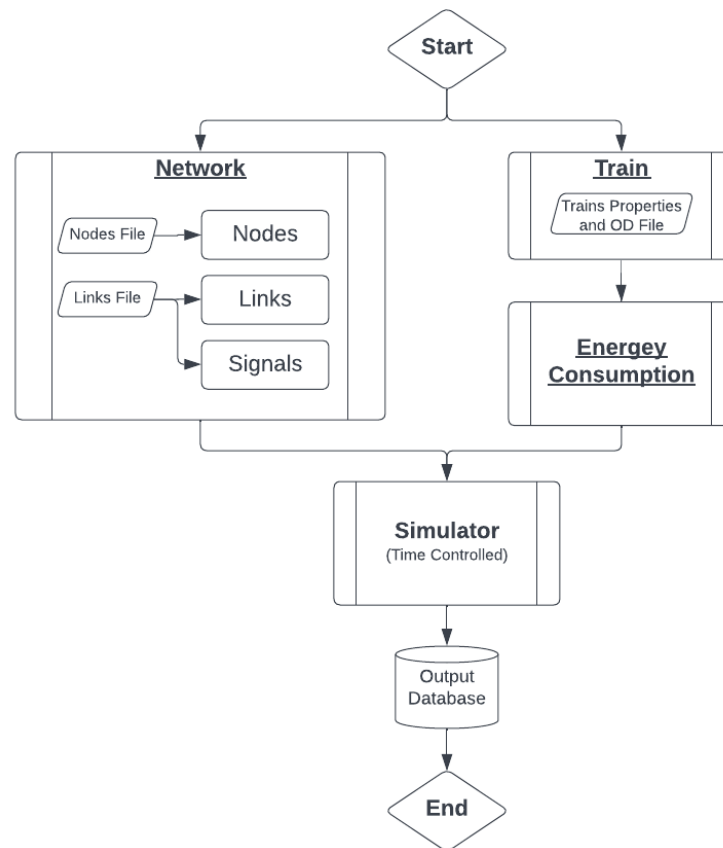 Start
Network
Nodes File
Nodes
Links File
Links
Signals
Train
Trains Properties
and OD File
Energey
Consumption
Simulator
(Time Controlled)
Output
Database
End